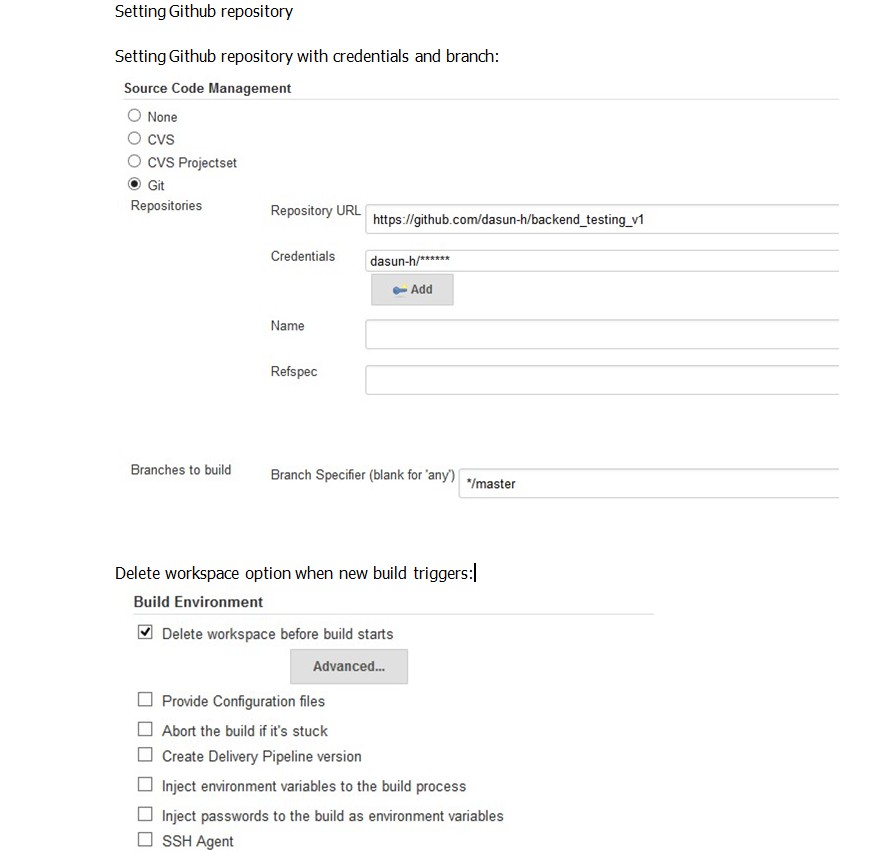 Setting Github repository
Setting Github repository with credentials and branch:
Source Code Management
None
CVS
CVS Projectset
Git
Repositories
Repository URL https://github.com/dasun-h/backend_testing_v1
Credentials dasun-h/******
Add
Name
Refspec
Branches to build Branch Specifier (blank for 'any') */master
Delete workspace option when new build triggers:
Build Environment
Delete workspace before build starts
Advanced...
Provide Configuration files
Abort the build if it's stuck
Create Delivery Pipeline version
Inject environment variables to the build process
Inject passwords to the build as environment variables
SSH Agent